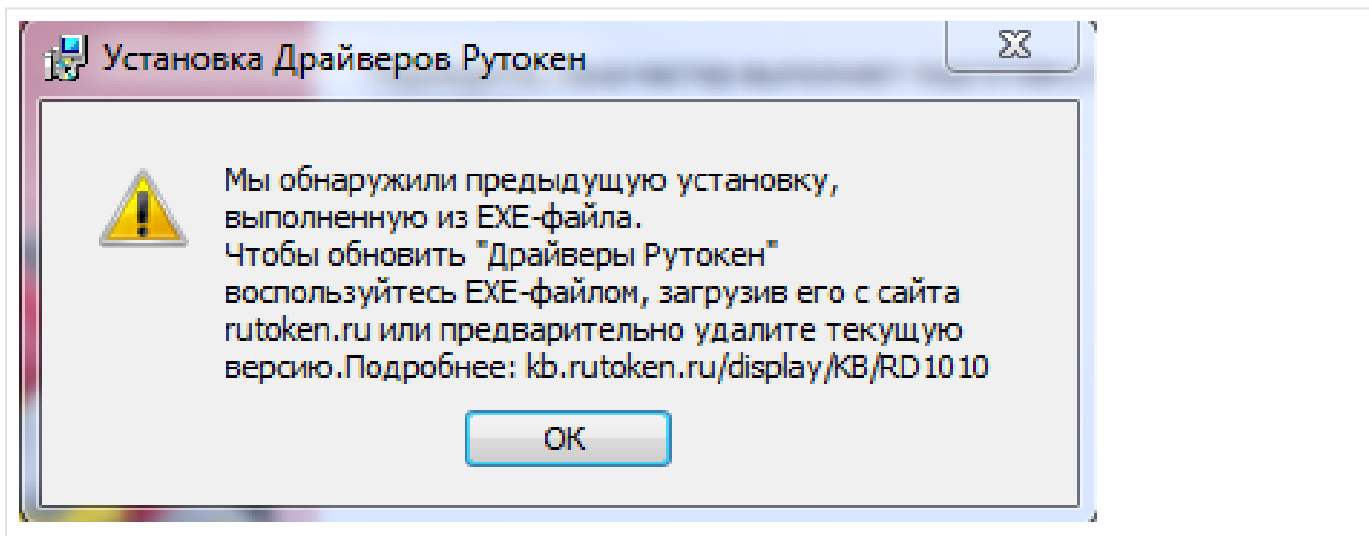 Установка Драйверов Рутокен
Мы обнаружили предыдущую установку,
выполненную из EXE-файла.
Чтобы обновить "Драйверы Рутокен"
воспользуйтесь EXE-файлом, загрузив его с сайта
rutoken.ru или предварительно удалите текущую
версию.Подробнее: kb.rutoken.ru/display/KB/RD1010
ОК